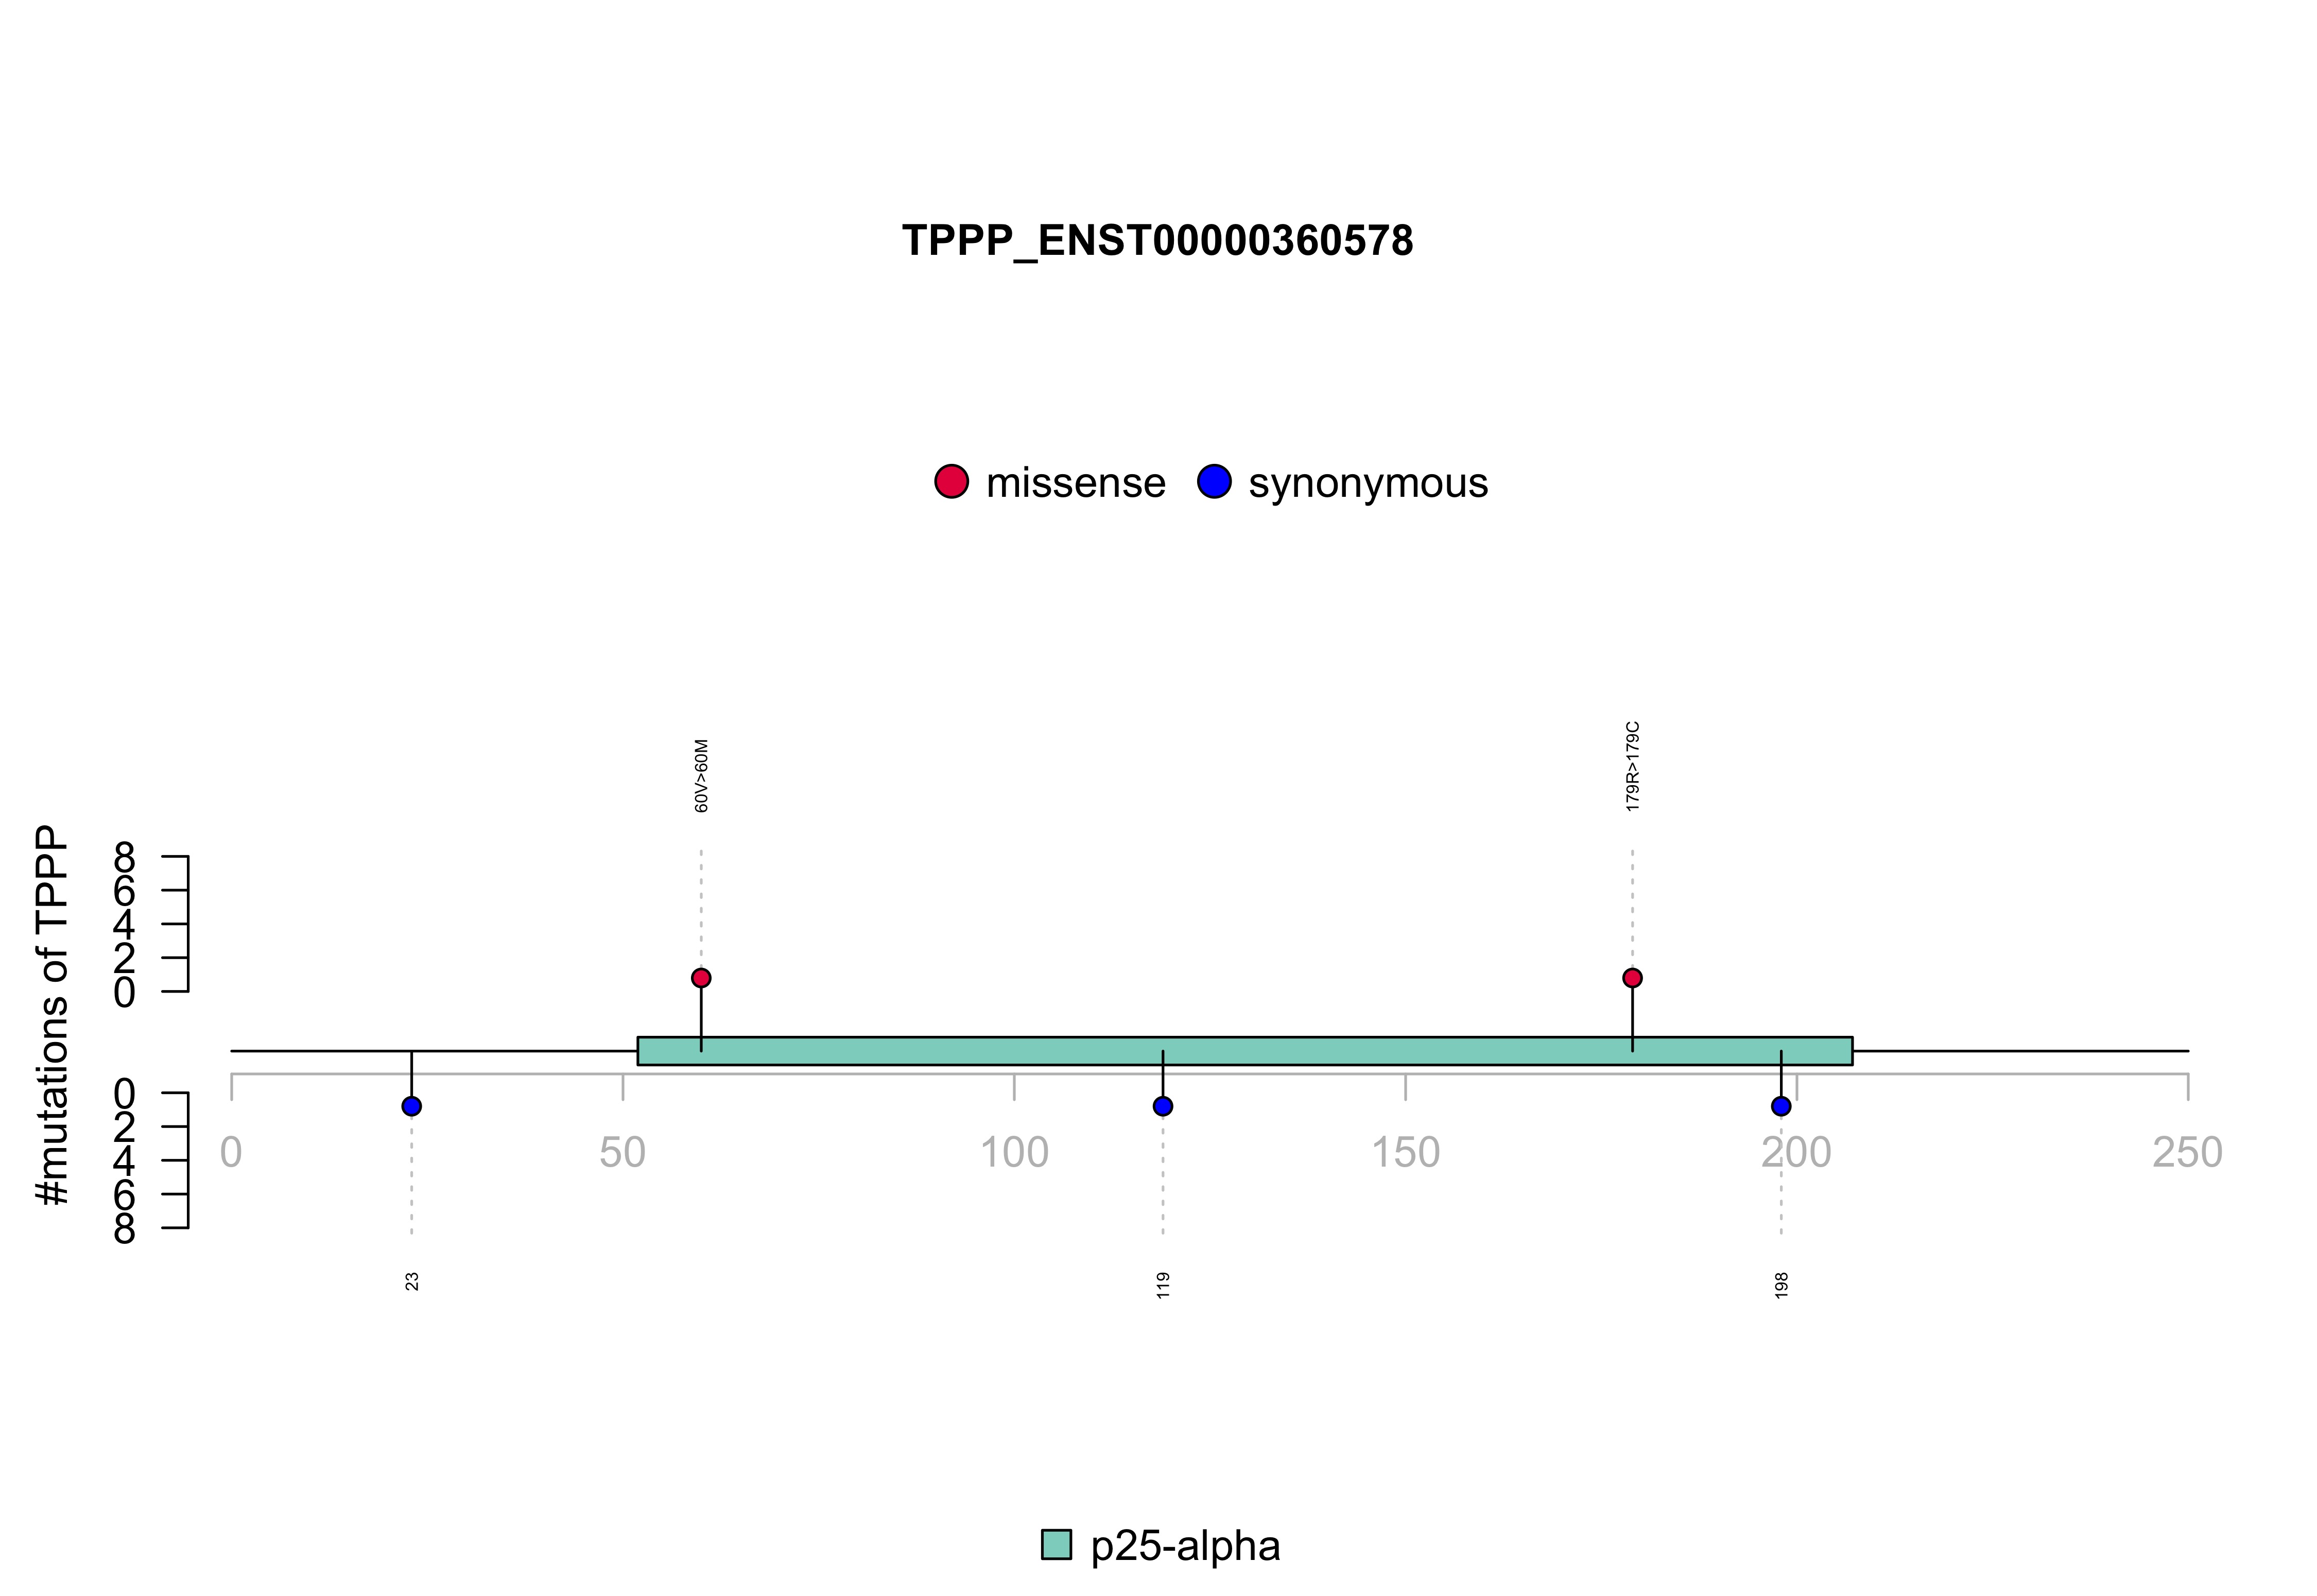 TPPP_ENST00000360578
missense synonymous
60V>60M 179R>179C
#mutations of TPPP
8
6
4
2
0
0
2
4
6
8
0 50 100 150 200 250
23 119 198
p25-alpha